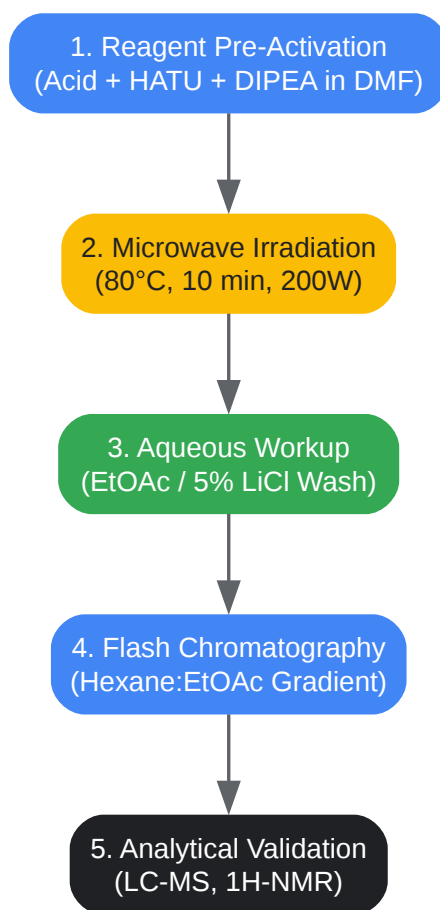 1. Reagent Pre-Activation
(Acid + HATU + DIPEA in DMF)
2. Microwave Irradiation
(80°C, 10 min, 200W)
3. Aqueous Workup
(EtOAc / 5% LiCl Wash)
4. Flash Chromatography
(Hexane:EtOAc Gradient)
5. Analytical Validation
(LC-MS, 1H-NMR)